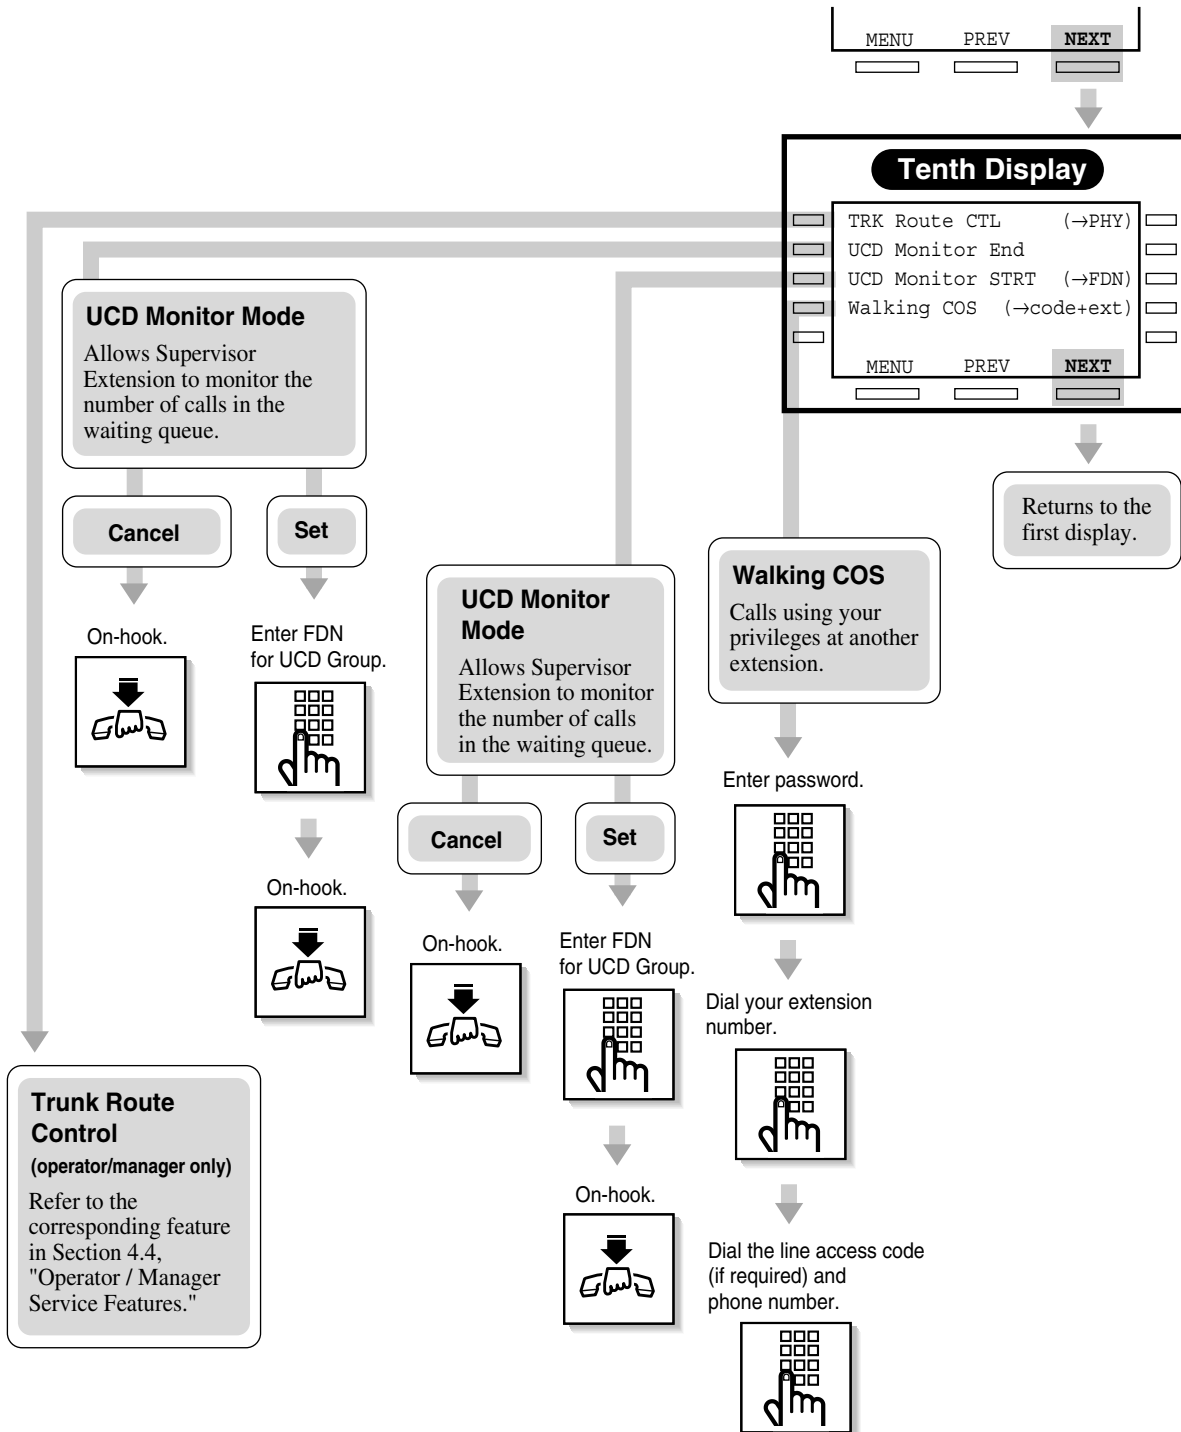 MENU PREV NEXT
Tenth Display
TRK Route CTL (→PHY)
UCD Monitor End
UCD Monitor STRT (→FDN)
Walking COS (→code+ext)
MENU PREV NEXT
Returns to the
first display.
UCD Monitor Mode
Allows Supervisor
Extension to monitor the
number of calls in the
waiting queue.
Cancel
Set
On-hook.
Enter FDN
for UCD Group.
On-hook.
UCD Monitor
Mode
Allows Supervisor
Extension to monitor
the number of calls
in the waiting queue.
Cancel
Set
On-hook.
Enter FDN
for UCD Group.
On-hook.
Walking COS
Calls using your
privileges at another
extension.
Enter password.
Dial your extension
number.
Dial the line access code
(if required) and
phone number.
Trunk Route
Control
(operator/manager only)
Refer to the
corresponding feature
in Section 4.4,
"Operator / Manager
Service Features."